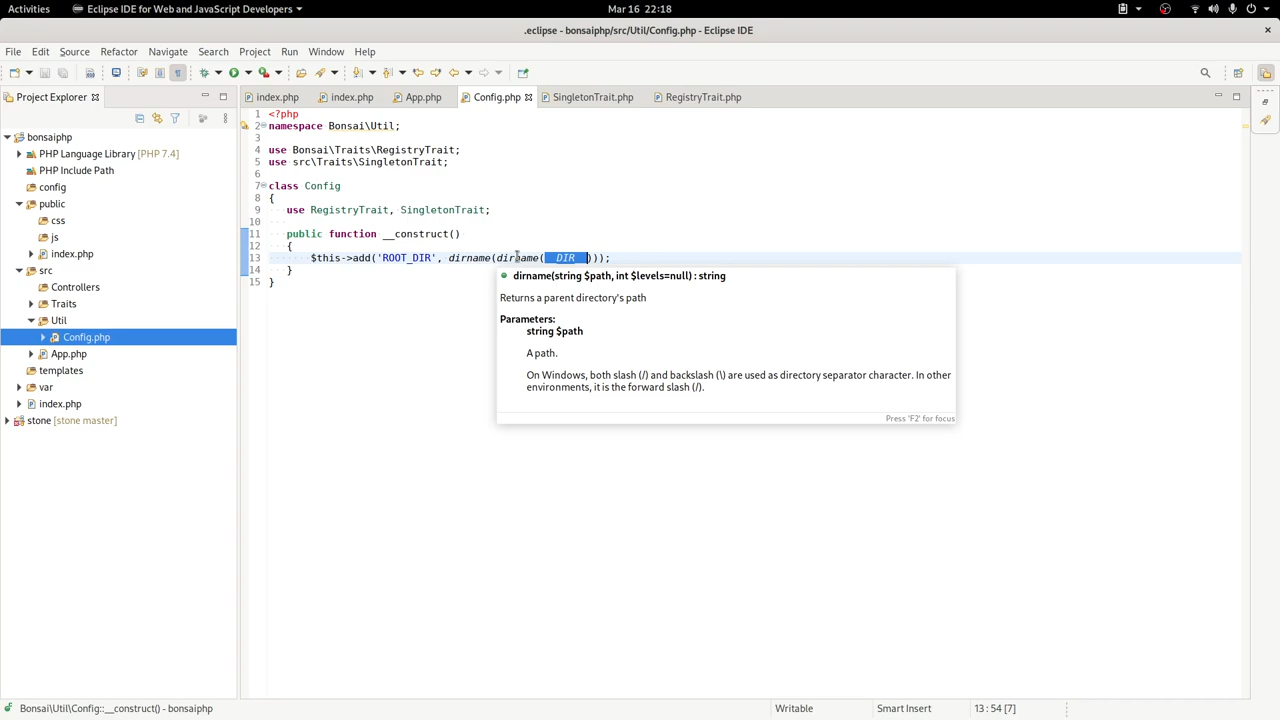 Activities
Eclipse IDE for Web and JavaScript Developers
Mar 16 22:18
.eclipse - bonsaiphp/src/Util/Config.php - Eclipse IDE
File Edit Source Refactor Navigate Search Project Run Window Help
Project Explorer
index.php
index.php
App.php
Config.php
SingletonTrait.php
RegistryTrait.php
bonsaiphp
PHP Language Library [PHP 7.4]
PHP Include Path
config
public
css
js
index.php
src
Controllers
Traits
Util
Config.php
App.php
templates
var
index.php
stone [stone master]
1 <?php
2 namespace Bonsai\Util;
3
4 use Bonsai\Traits\RegistryTrait;
5 use src\Traits\SingletonTrait;
6
7 class Config
8 {
9 use RegistryTrait, SingletonTrait;
10
11 public function __construct()
12 {
13 $this->add('ROOT_DIR', dirname(dirname(__DIR__)));
14 }
15 }
dirname(string $path, int $levels=null) : string
Returns a parent directory's path
Parameters:
string $path
A path.
On Windows, both slash (/) and backslash (\) are used as directory separator character. In other
environments, it is the forward slash (/).
Press 'F2' for focus
Bonsai\Util\Config::__construct() - bonsaiphp
Writable
Smart Insert
13 : 54 [7]